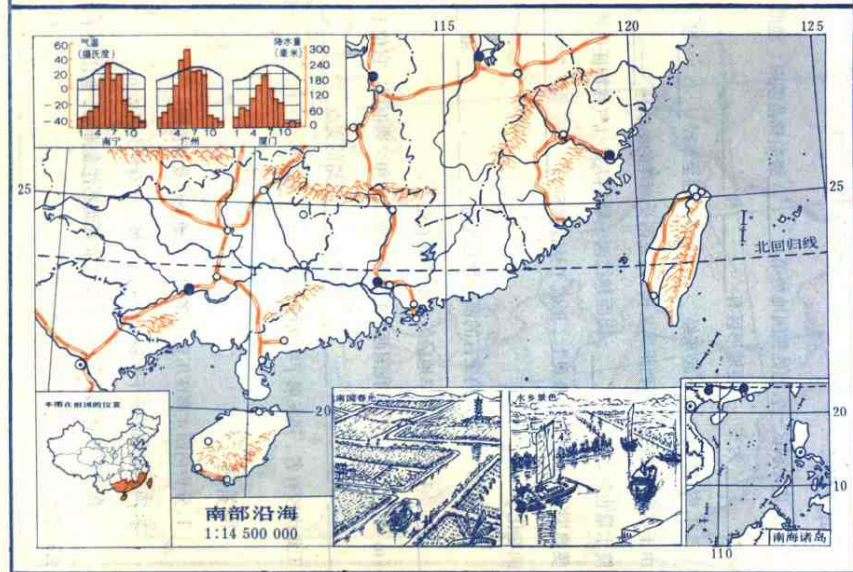 115
120
125
气温
(摄氏度)
降水量
(毫米)
60
40
20
0
-20
-40
300
240
180
120
60
0
1 4 7 10
1 4 7 10
1 4 7 10
南宁
广州
厦门
25
25
北回归线
本图在祖国的位置
20
南部沿海
1:14 500 000
南国春光
水乡景色
20
10
110
南海诸岛